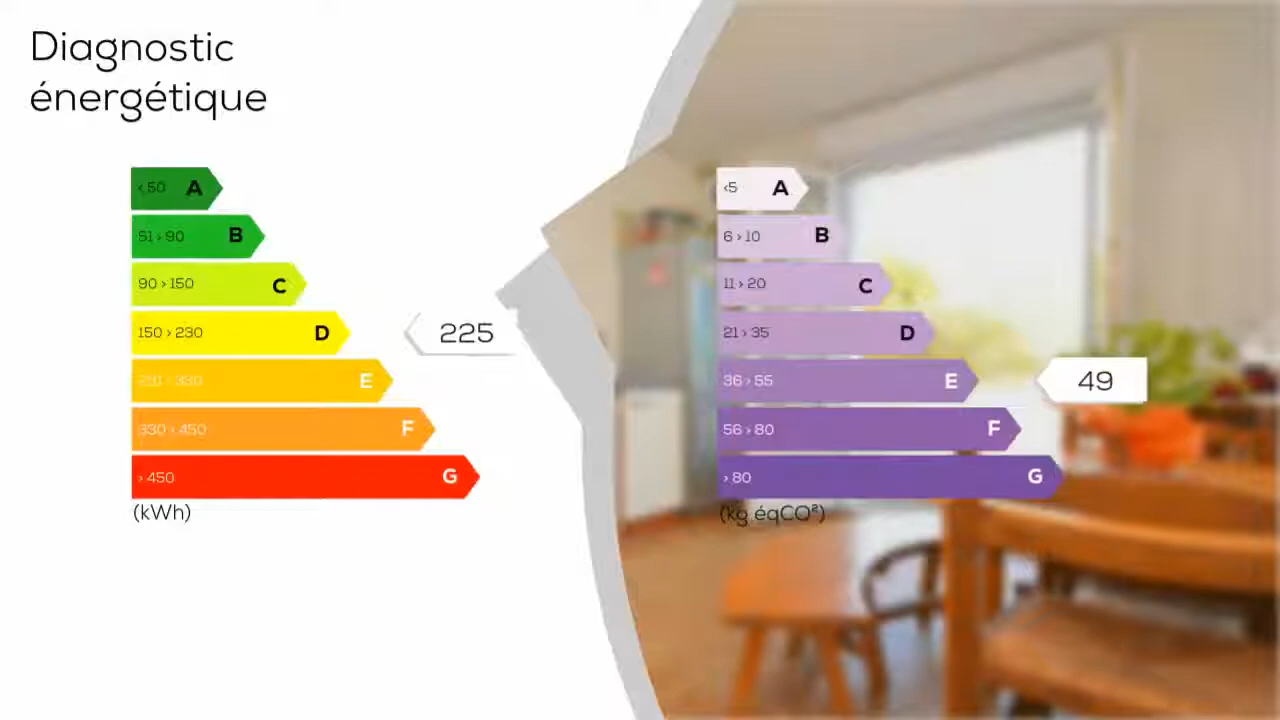 Diagnostic
énergétique
< 50 A
51 > 90 B
90 > 150 C
150 > 230 D
225
E
330 > 450 F
> 450 G
(kWh)
<5 A
6 > 10 B
11 > 20 C
21 > 35 D
36 > 55 E
49
56 > 80 F
> 80 G
(kg éqCO²)